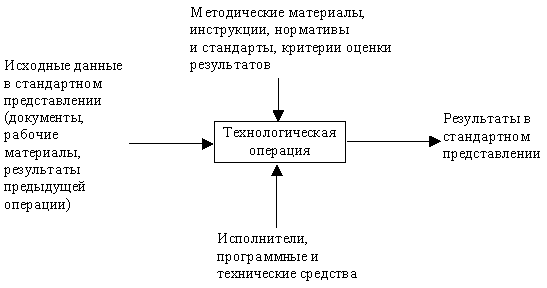 Методические материалы,
инструкции, нормативы
и стандарты, критерии оценки
результатов
Исходные данные
в стандартном
представлении
(документы,
рабочие
материалы,
результаты
предыдущей
операции)
Технологическая
операция
Результаты в
стандартном
представлении
Исполнители,
программные и
технические средства